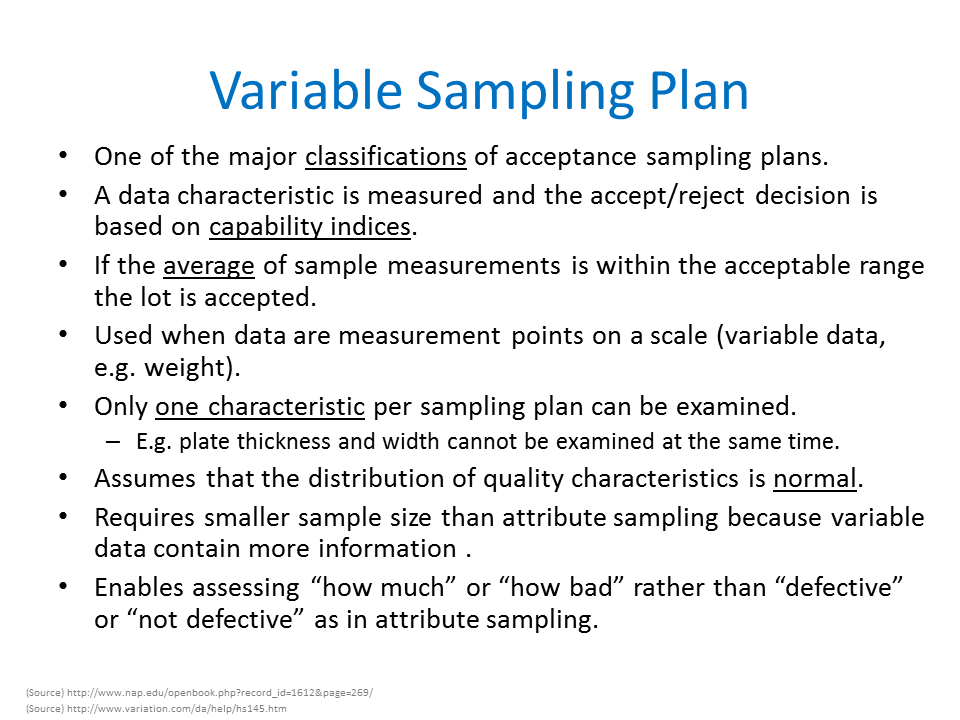 Variable Sampling Plan
• One of the major classifications of acceptance sampling plans.
• A data characteristic is measured and the accept/reject decision is
based on capability indices.
• If the average of sample measurements is within the acceptable range
the lot is accepted.
• Used when data are measurement points on a scale (variable data,
e.g. weight).
• Only one characteristic per sampling plan can be examined.
– E.g. plate thickness and width cannot be examined at the same time.
• Assumes that the distribution of quality characteristics is normal.
• Requires smaller sample size than attribute sampling because variable
data contain more information .
• Enables assessing “how much” or “how bad” rather than “defective”
or “not defective” as in attribute sampling.
(Source) http://www.nap.edu/openbook.php?record_id=1612&page=269/
(Source) http://www.variation.com/da/help/hs145.htm